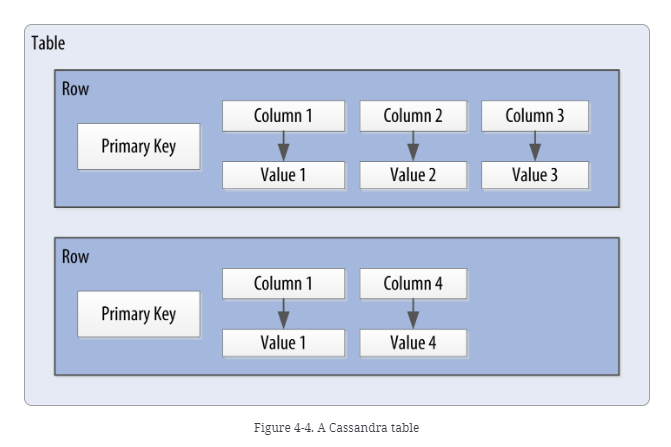 Table
Row
Primary Key
Column 1
Column 2
Column 3
Value 1
Value 2
Value 3
Row
Primary Key
Column 1
Column 4
Value 1
Value 4
Figure 4-4. A Cassandra table